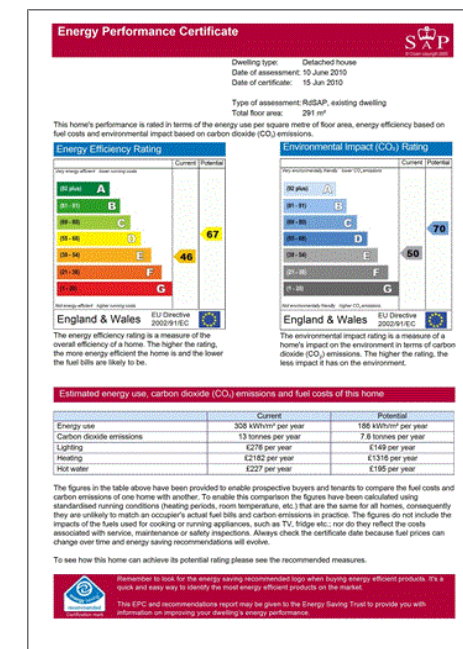 Energy Performance Certificate
SAP
Dwelling type: Detached house
Date of assessment: 10 June 2010
Date of certificate: 15 Jun 2010
Type of assessment: RdSAP, existing dwelling
Total floor area: 291 m²
This home's performance is rated in terms of the energy use per square metre of floor area, energy efficiency based on
fuel costs and environmental impact based on carbon dioxide (CO₂) emissions.
Energy Efficiency Rating
Current Potential
Very energy efficient - lower running costs
(92 plus) A
(81 - 91) B
(69 - 80) C
(55 - 68) D
(39 - 54) E
(21 - 38) F
(1 - 20) G
67
46
Not energy efficient - higher running costs
England & Wales
EU Directive
2002/91/EC
The energy efficiency rating is a measure of the
overall efficiency of a home. The higher the rating,
the more energy efficient the home is and the lower
the fuel bills are likely to be.
Environmental Impact (CO₂) Rating
Current Potential
Very environmentally friendly - lower CO₂ emissions
(92 plus) A
(81 - 91) B
(69 - 80) C
(55 - 68) D
(39 - 54) E
(21 - 38) F
(1 - 20) G
70
50
Not environmentally friendly - higher CO₂ emissions
England & Wales
EU Directive
2002/91/EC
The environmental impact rating is a measure of a
home's impact on the environment in terms of carbon
dioxide (CO₂) emissions. The higher the rating, the
less impact it has on the environment.
Estimated energy use, carbon dioxide (CO₂) emissions and fuel costs of this home
Current Potential
Energy use 308 kWh/m² per year 186 kWh/m² per year
Carbon dioxide emissions 13 tonnes per year 7.6 tonnes per year
Lighting £276 per year £149 per year
Heating £2182 per year £1316 per year
Hot water £227 per year £195 per year
The figures in the table above have been provided to enable prospective buyers and tenants to compare the fuel costs and
carbon emissions of one home with another. To enable this comparison the figures have been calculated using
standardised running conditions (heating periods, room temperature, etc.) that are the same for all homes, consequently
they are unlikely to match an occupier's actual fuel bills and carbon emissions in practice. The figures do not include the
impacts of the fuels used for cooking or running appliances, such as TV, fridge etc.; nor do they reflect the costs
associated with service, maintenance or safety inspections. Always check the certificate date because fuel prices can
change over time and energy saving recommendations will evolve.
To see how this home can achieve its potential rating please see the recommended measures.
energy saving
recommended
Certification mark
Remember to look for the energy saving recommended logo when buying energy efficient products. It's a
quick and easy way to identify the most energy efficient products on the market.
This EPC and recommendations report may be given to the Energy Saving Trust to provide you with
information on improving your dwelling's energy performance.